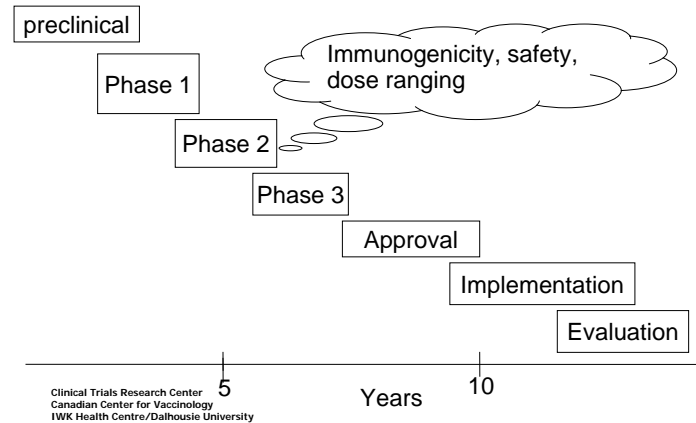 preclinical
Immunogenicity, safety,
dose ranging
Phase 1
Phase 2
Phase 3
Approval
Implementation
Evaluation
5
10
Years
Clinical Trials Research Center
Canadian Center for Vaccinology
IWK Health Centre/Dalhousie University